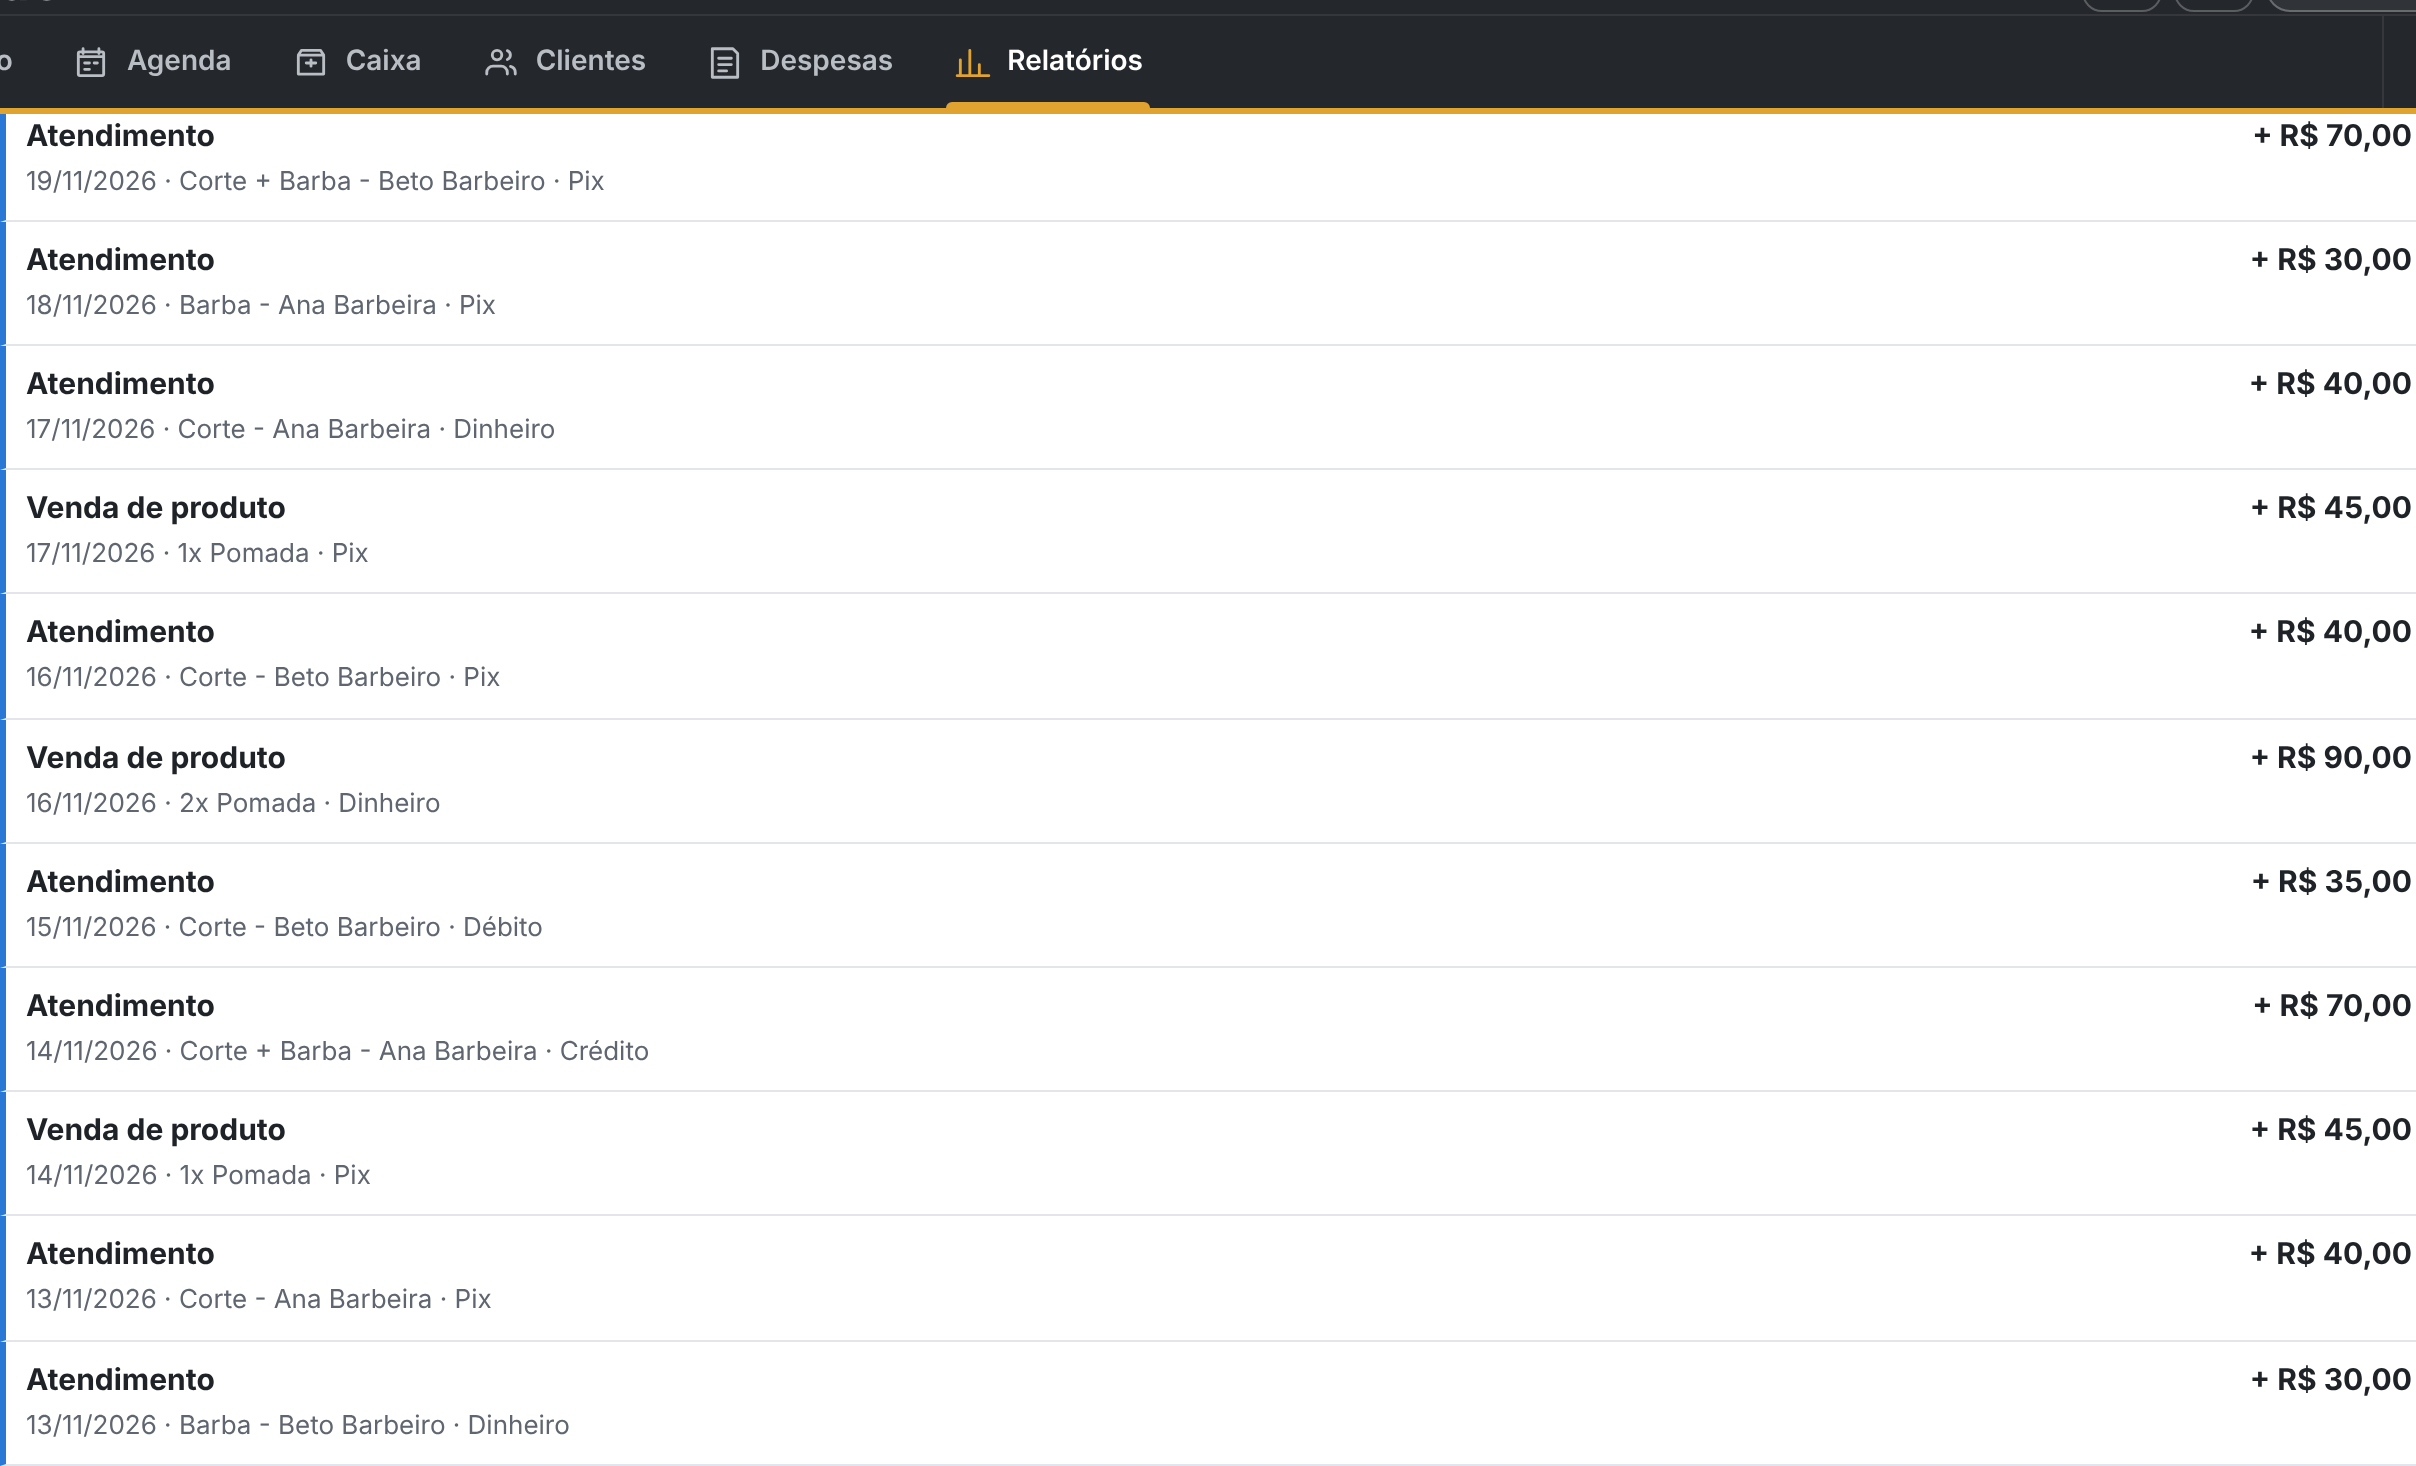 o Agenda Caixa Clientes Despesas Relatórios
Atendimento + R$ 70,00
19/11/2026 · Corte + Barba - Beto Barbeiro · Pix
Atendimento + R$ 30,00
18/11/2026 · Barba - Ana Barbeira · Pix
Atendimento + R$ 40,00
17/11/2026 · Corte - Ana Barbeira · Dinheiro
Venda de produto + R$ 45,00
17/11/2026 · 1x Pomada · Pix
Atendimento + R$ 40,00
16/11/2026 · Corte - Beto Barbeiro · Pix
Venda de produto + R$ 90,00
16/11/2026 · 2x Pomada · Dinheiro
Atendimento + R$ 35,00
15/11/2026 · Corte - Beto Barbeiro · Débito
Atendimento + R$ 70,00
14/11/2026 · Corte + Barba - Ana Barbeira · Crédito
Venda de produto + R$ 45,00
14/11/2026 · 1x Pomada · Pix
Atendimento + R$ 40,00
13/11/2026 · Corte - Ana Barbeira · Pix
Atendimento + R$ 30,00
13/11/2026 · Barba - Beto Barbeiro · Dinheiro